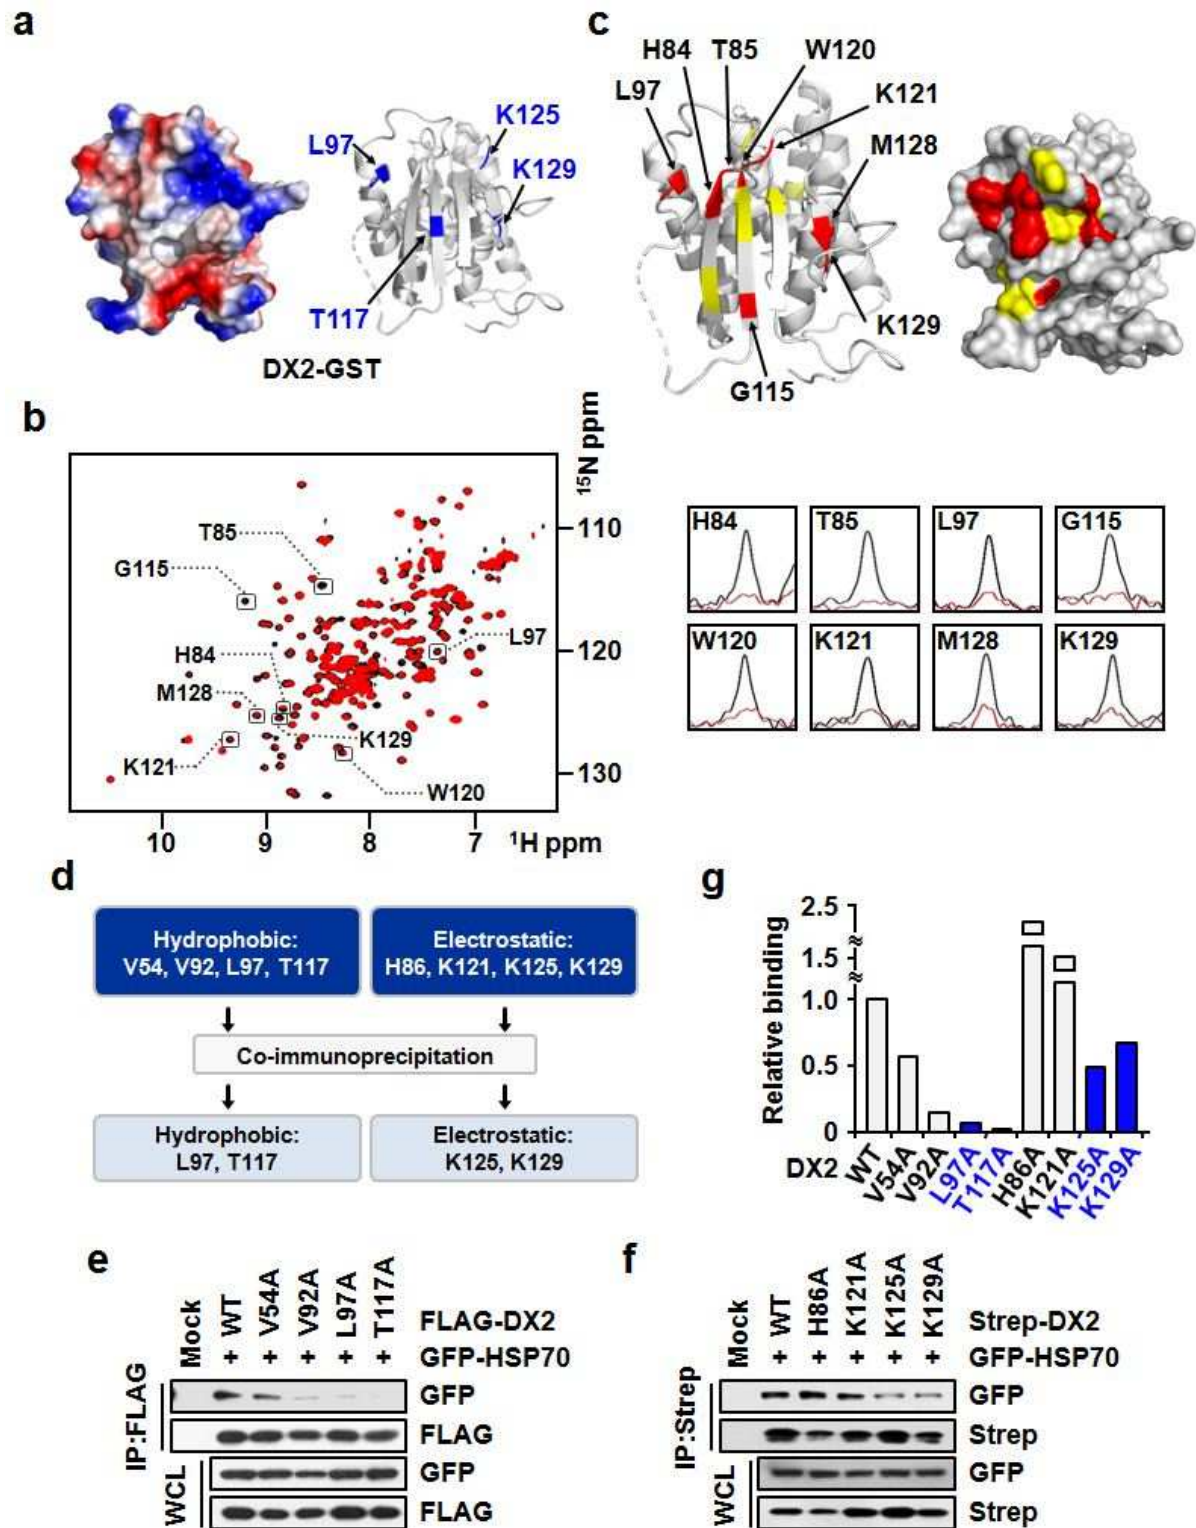 a
L97
K125
K129
T117
DX2-GST
c
H84 T85 W120
L97
K121
M128
K129
G115
b
15N ppm
T85
G115
H84
M128
K121
L97
K129
W120
110
120
130
10 9 8 7 1H ppm
H84 T85 L97 G115
W120 K121 M128 K129
d
Hydrophobic:
V54, V92, L97, T117
Electrostatic:
H86, K121, K125, K129
Co-immunoprecipitation
Hydrophobic:
L97, T117
Electrostatic:
K125, K129
g
Relative binding
2.5
1.5
1.0
0.5
0
DX2 WT V54A V92A L97A T117A H86A K121A K125A K129A
e
Mock WT V54A V92A L97A T117A FLAG-DX2
+ + + + + GFP-HSP70
IP:FLAG
GFP
FLAG
WCL
GFP
FLAG
f
Mock WT H86A K121A K125A K129A Strep-DX2
+ + + + + GFP-HSP70
IP:Strep
GFP
Strep
WCL
GFP
Strep